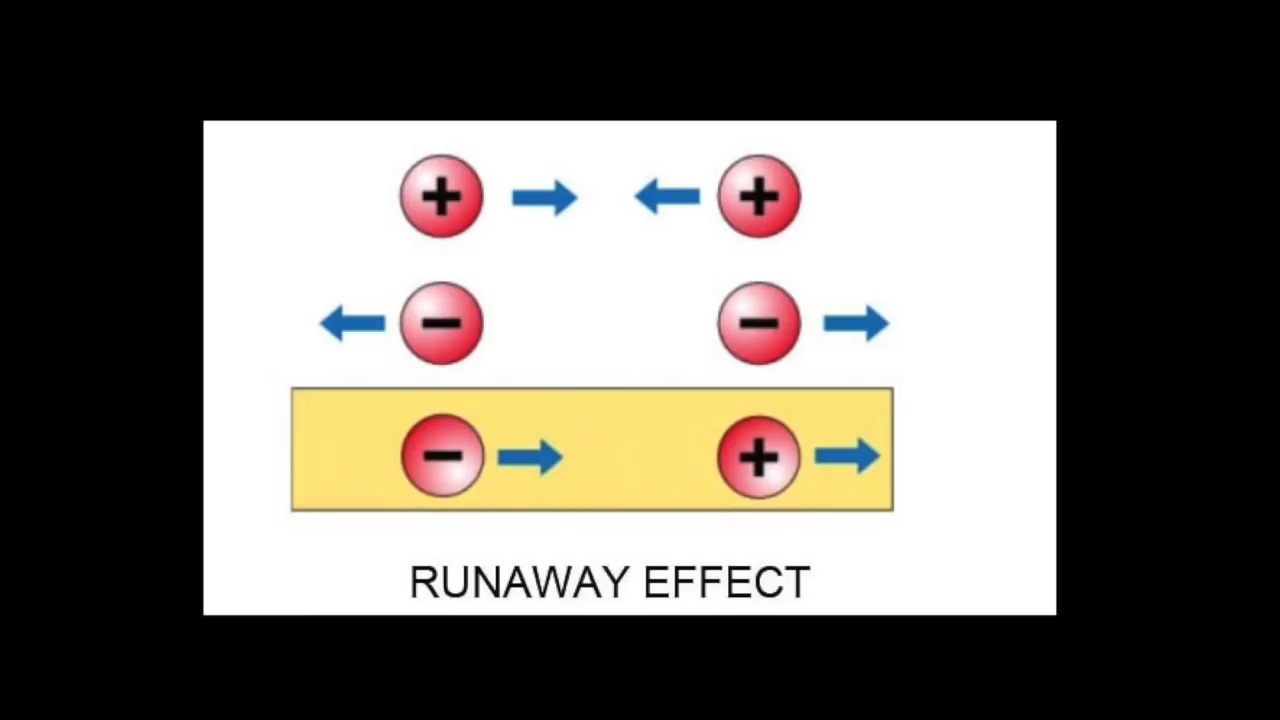 + +
− −
− +
RUNAWAY EFFECT